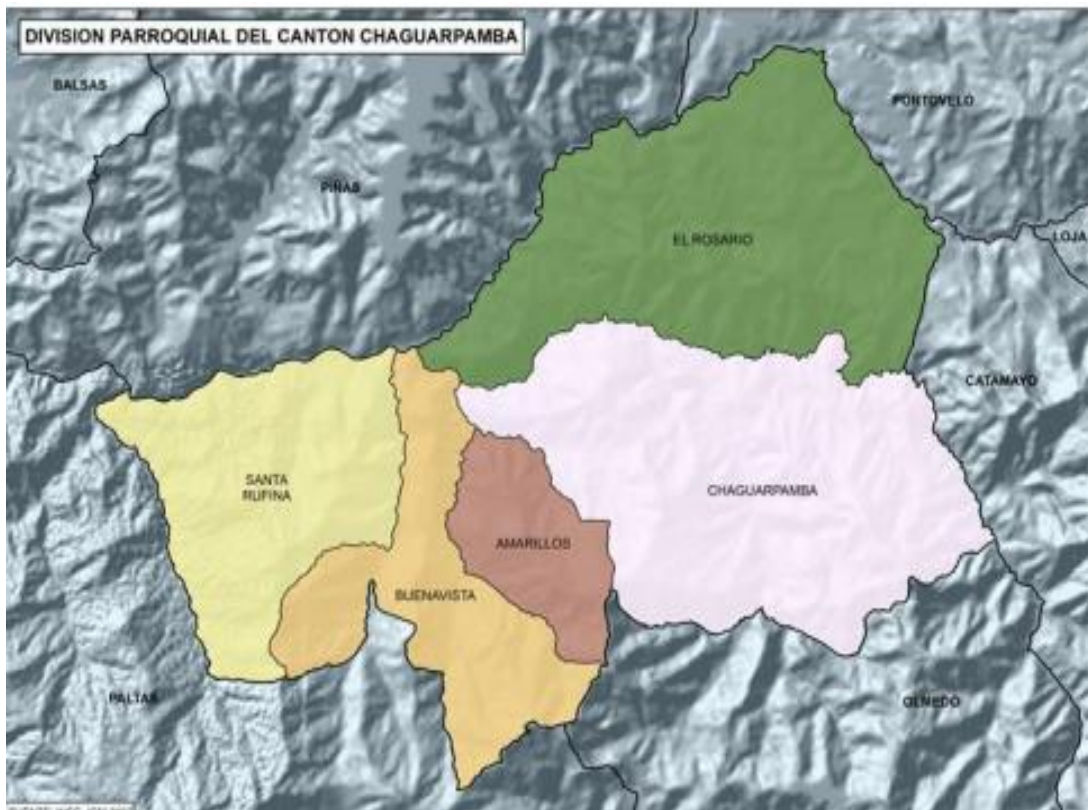 DIVISION PARROQUIAL DEL CANTON CHAGUARPAMBA
BALSAS
PORTOVELO
PIÑAS
EL ROSARIO
LOJA
CATAMAYO
SANTA
RUFINA
CHAGUARPAMBA
AMARILLOS
BUENAVISTA
PALTAS
OLMEDO